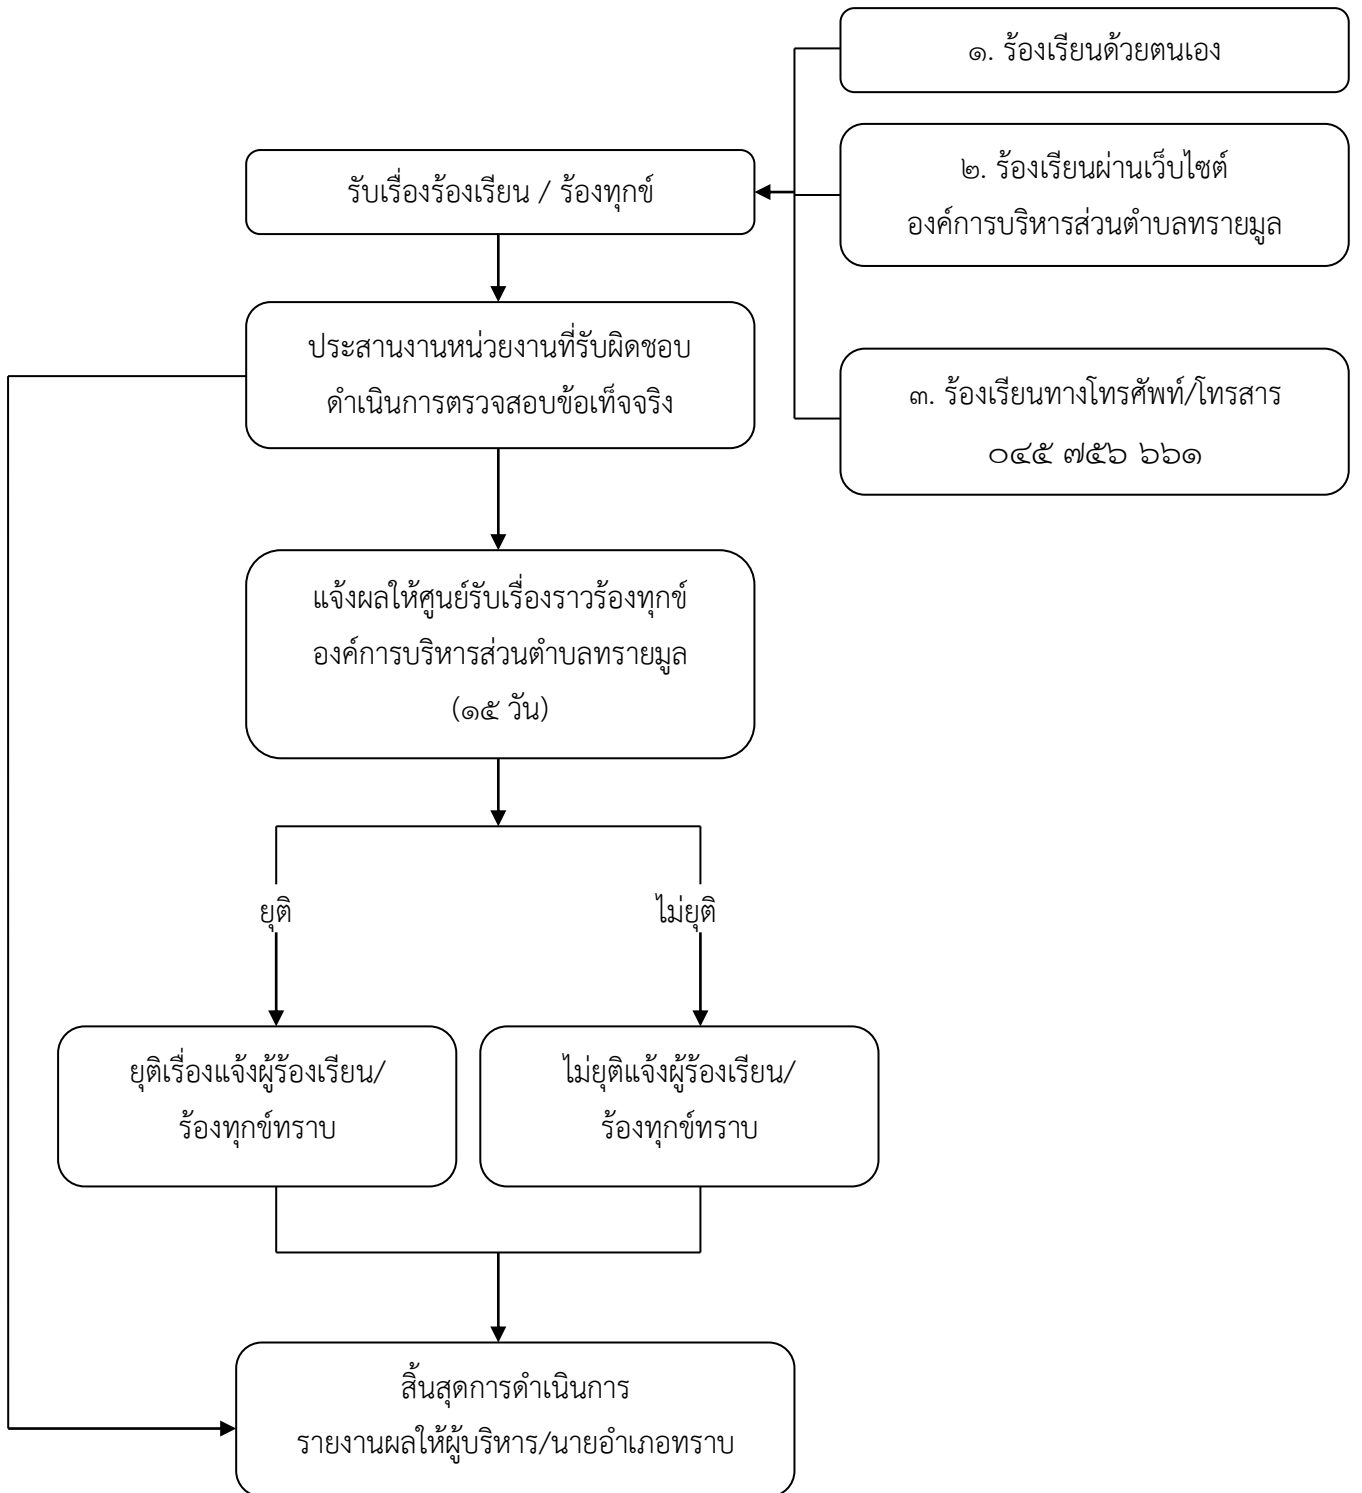 ๑. ร้องเรียนด้วยตนเอง
๒. ร้องเรียนผ่านเว็บไซต์
องค์การบริหารส่วนตำบลทรายมูล
๓. ร้องเรียนทางโทรศัพท์/โทรสาร
๐๔๕ ๗๕๖ ๖๖๑
รับเรื่องร้องเรียน / ร้องทุกข์
ประสานงานหน่วยงานที่รับผิดชอบ
ดำเนินการตรวจสอบข้อเท็จจริง
แจ้งผลให้ศูนย์รับเรื่องราวร้องทุกข์
องค์การบริหารส่วนตำบลทรายมูล
(๑๕ วัน)
ยุติ
ไม่ยุติ
ยุติเรื่องแจ้งผู้ร้องเรียน/
ร้องทุกข์ทราบ
ไม่ยุติแจ้งผู้ร้องเรียน/
ร้องทุกข์ทราบ
สิ้นสุดการดำเนินการ
รายงานผลให้ผู้บริหาร/นายอำเภอทราบ